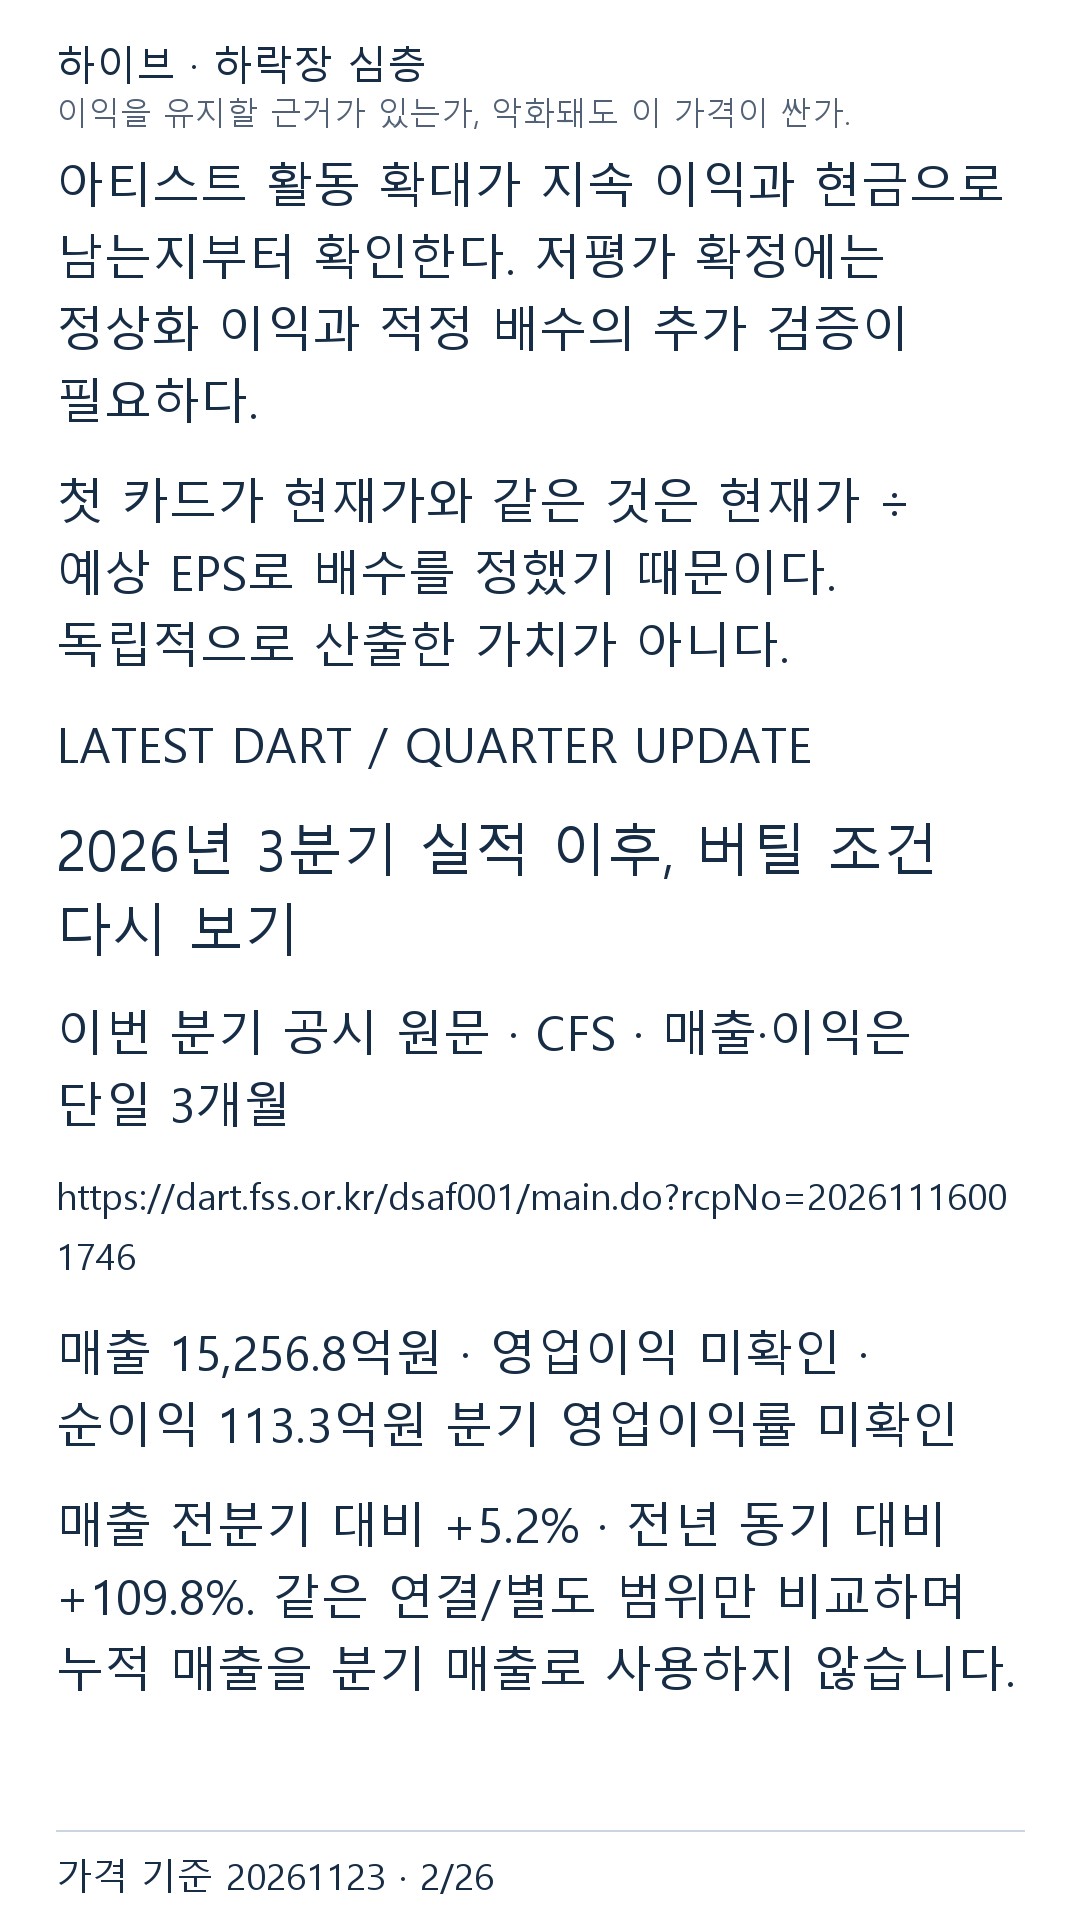 하이브 · 하락장 심층
이익을 유지할 근거가 있는가, 악화돼도 이 가격이 싼가.
아티스트 활동 확대가 지속 이익과 현금으로
남는지부터 확인한다. 저평가 확정에는
정상화 이익과 적정 배수의 추가 검증이
필요하다.
첫 카드가 현재가와 같은 것은 현재가 ÷
예상 EPS로 배수를 정했기 때문이다.
독립적으로 산출한 가치가 아니다.
LATEST DART / QUARTER UPDATE
2026년 3분기 실적 이후, 버틸 조건
다시 보기
이번 분기 공시 원문 · CFS · 매출·이익은
단일 3개월
https://dart.fss.or.kr/dsaf001/main.do?rcpNo=2026111600
1746
매출 15,256.8억원 · 영업이익 미확인 ·
순이익 113.3억원 분기 영업이익률 미확인
매출 전분기 대비 +5.2% · 전년 동기 대비
+109.8%. 같은 연결/별도 범위만 비교하며
누적 매출을 분기 매출로 사용하지 않습니다.
가격 기준 20261123 · 2/26